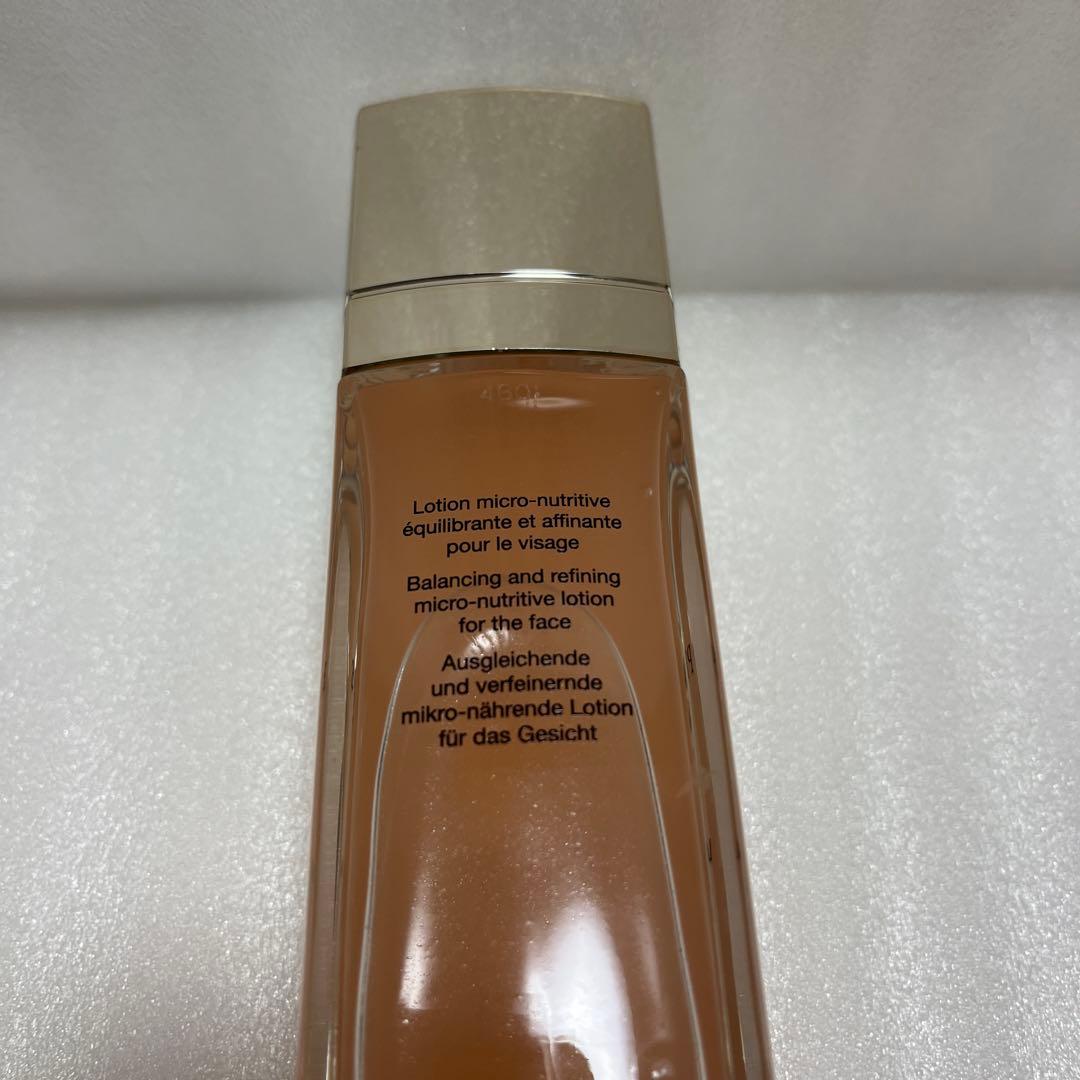 Lotion micro-nutritive
équilibrante et affinante
pour le visage
Balancing and refining
micro-nutritive lotion
for the face
Ausgleichende
und verfeinernde
mikro-nährende Lotion
für das Gesicht